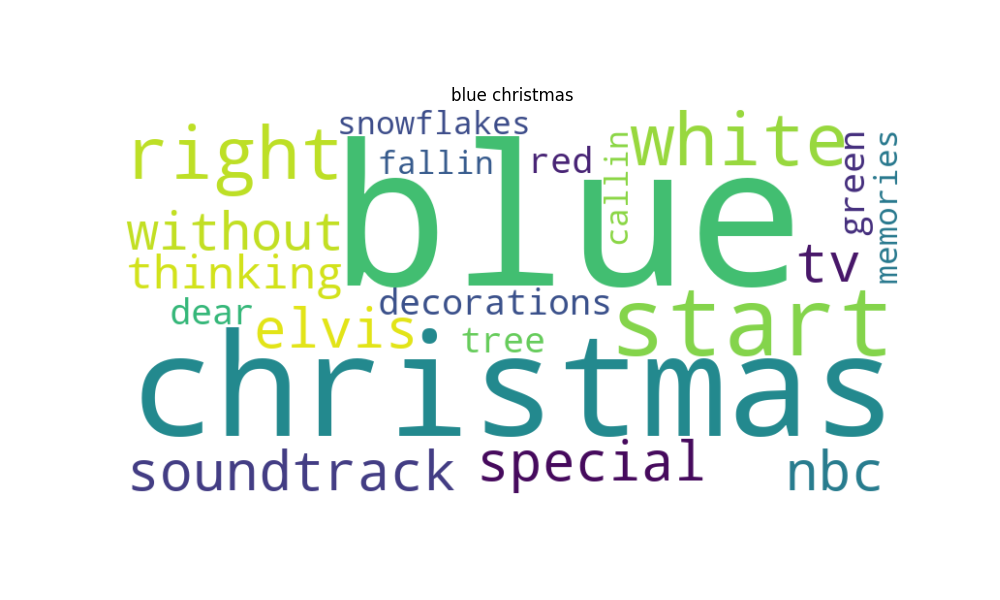 blue christmas
snowflakes
right
fallin
red
callin
white
green
memories
blue
without
thinking
tv
dear
elvis
decorations
tree
start
christmas
soundtrack
special
nbc